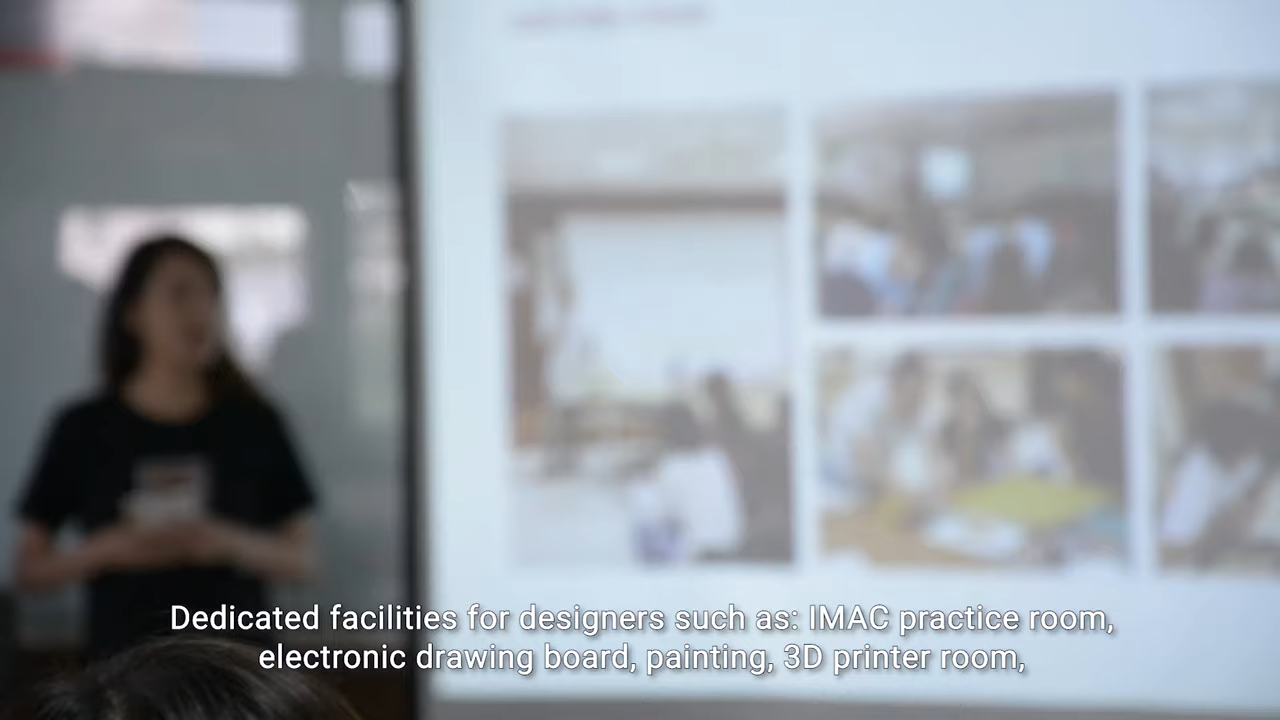 Dedicated facilities for designers such as: IMAC practice room,
electronic drawing board, painting, 3D printer room,